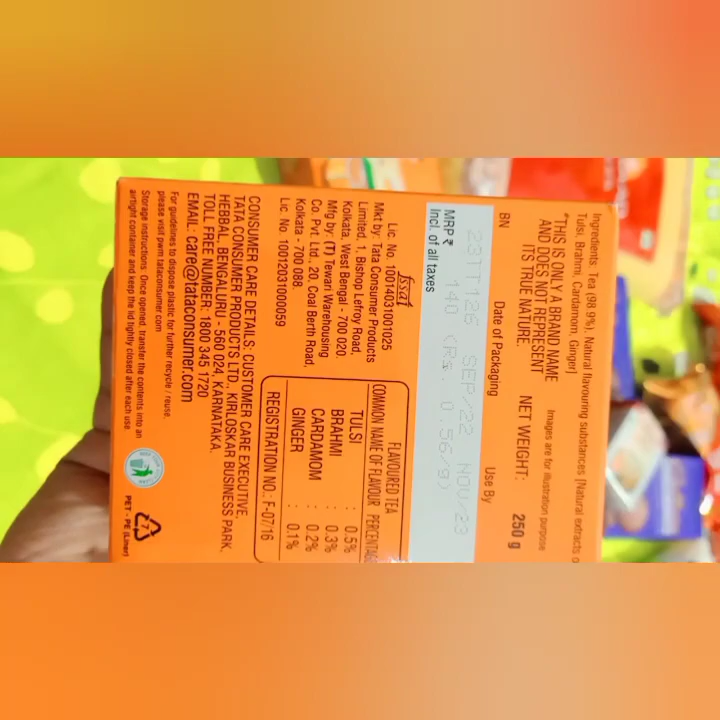 Ingredients: Tea (98.9%), Natural flavouring substances [Natural extracts o
Tulsi, Brahmi, Cardamom, Ginger]
*THIS IS ONLY A BRAND NAME
AND DOES NOT REPRESENT
ITS TRUE NATURE.
Images are for illustration purpose
NET WEIGHT: 250 g
BN Date of Packaging Use By
SEP/22 NOV/23
MRP ₹ 140 (Rs. 0.56/g)
Incl. of all taxes
fssai
Lic. No. 10014031001025
Mkt by: Tata Consumer Products
Limited, 1, Bishop Lefroy Road,
Kolkata, West Bengal - 700 020.
Mfg by: (T) Tewari Warehousing
Co. Pvt. Ltd., 20, Coal Berth Road,
Kolkata - 700 088.
Lic. No. 10012031000059
FLAVOURED TEA
COMMON NAME OF FLAVOUR PERCENTAG
TULSI : 0.5%
BRAHMI : 0.3%
CARDAMOM : 0.2%
GINGER : 0.1%
REGISTRATION NO.: F-07/16
CONSUMER CARE DETAILS: CUSTOMER CARE EXECUTIVE,
TATA CONSUMER PRODUCTS LTD., KIRLOSKAR BUSINESS PARK,
HEBBAL, BENGALURU - 560 024, KARNATAKA.
TOLL FREE NUMBER: 1800 345 1720
EMAIL: care@tataconsumer.com
For guidelines to dispose plastic for further recycle / reuse,
please visit pwm.tataconsumer.com
Storage instructions: Once opened, transfer the contents into an
airtight container and keep the lid tightly closed after each use.
7
PET - PE (Liner)